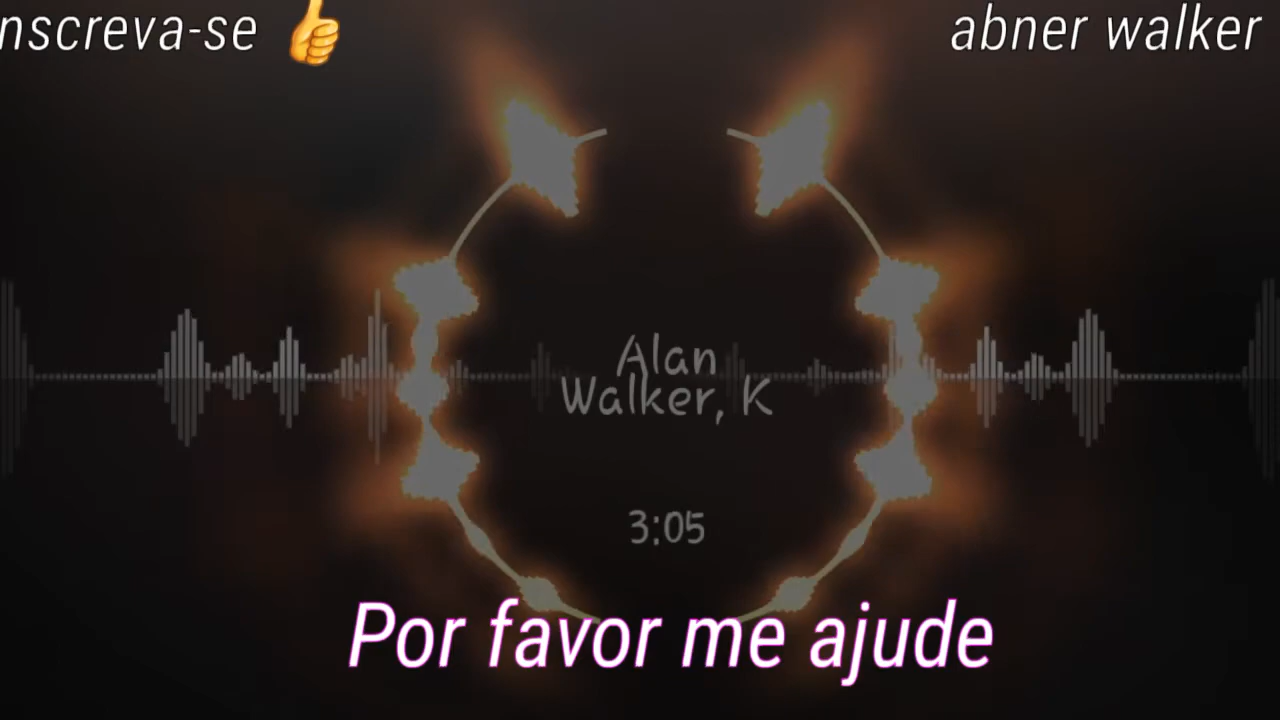 nscreva-se 👍
abner walker
Alan
Walker, K
3:05
Por favor me ajude